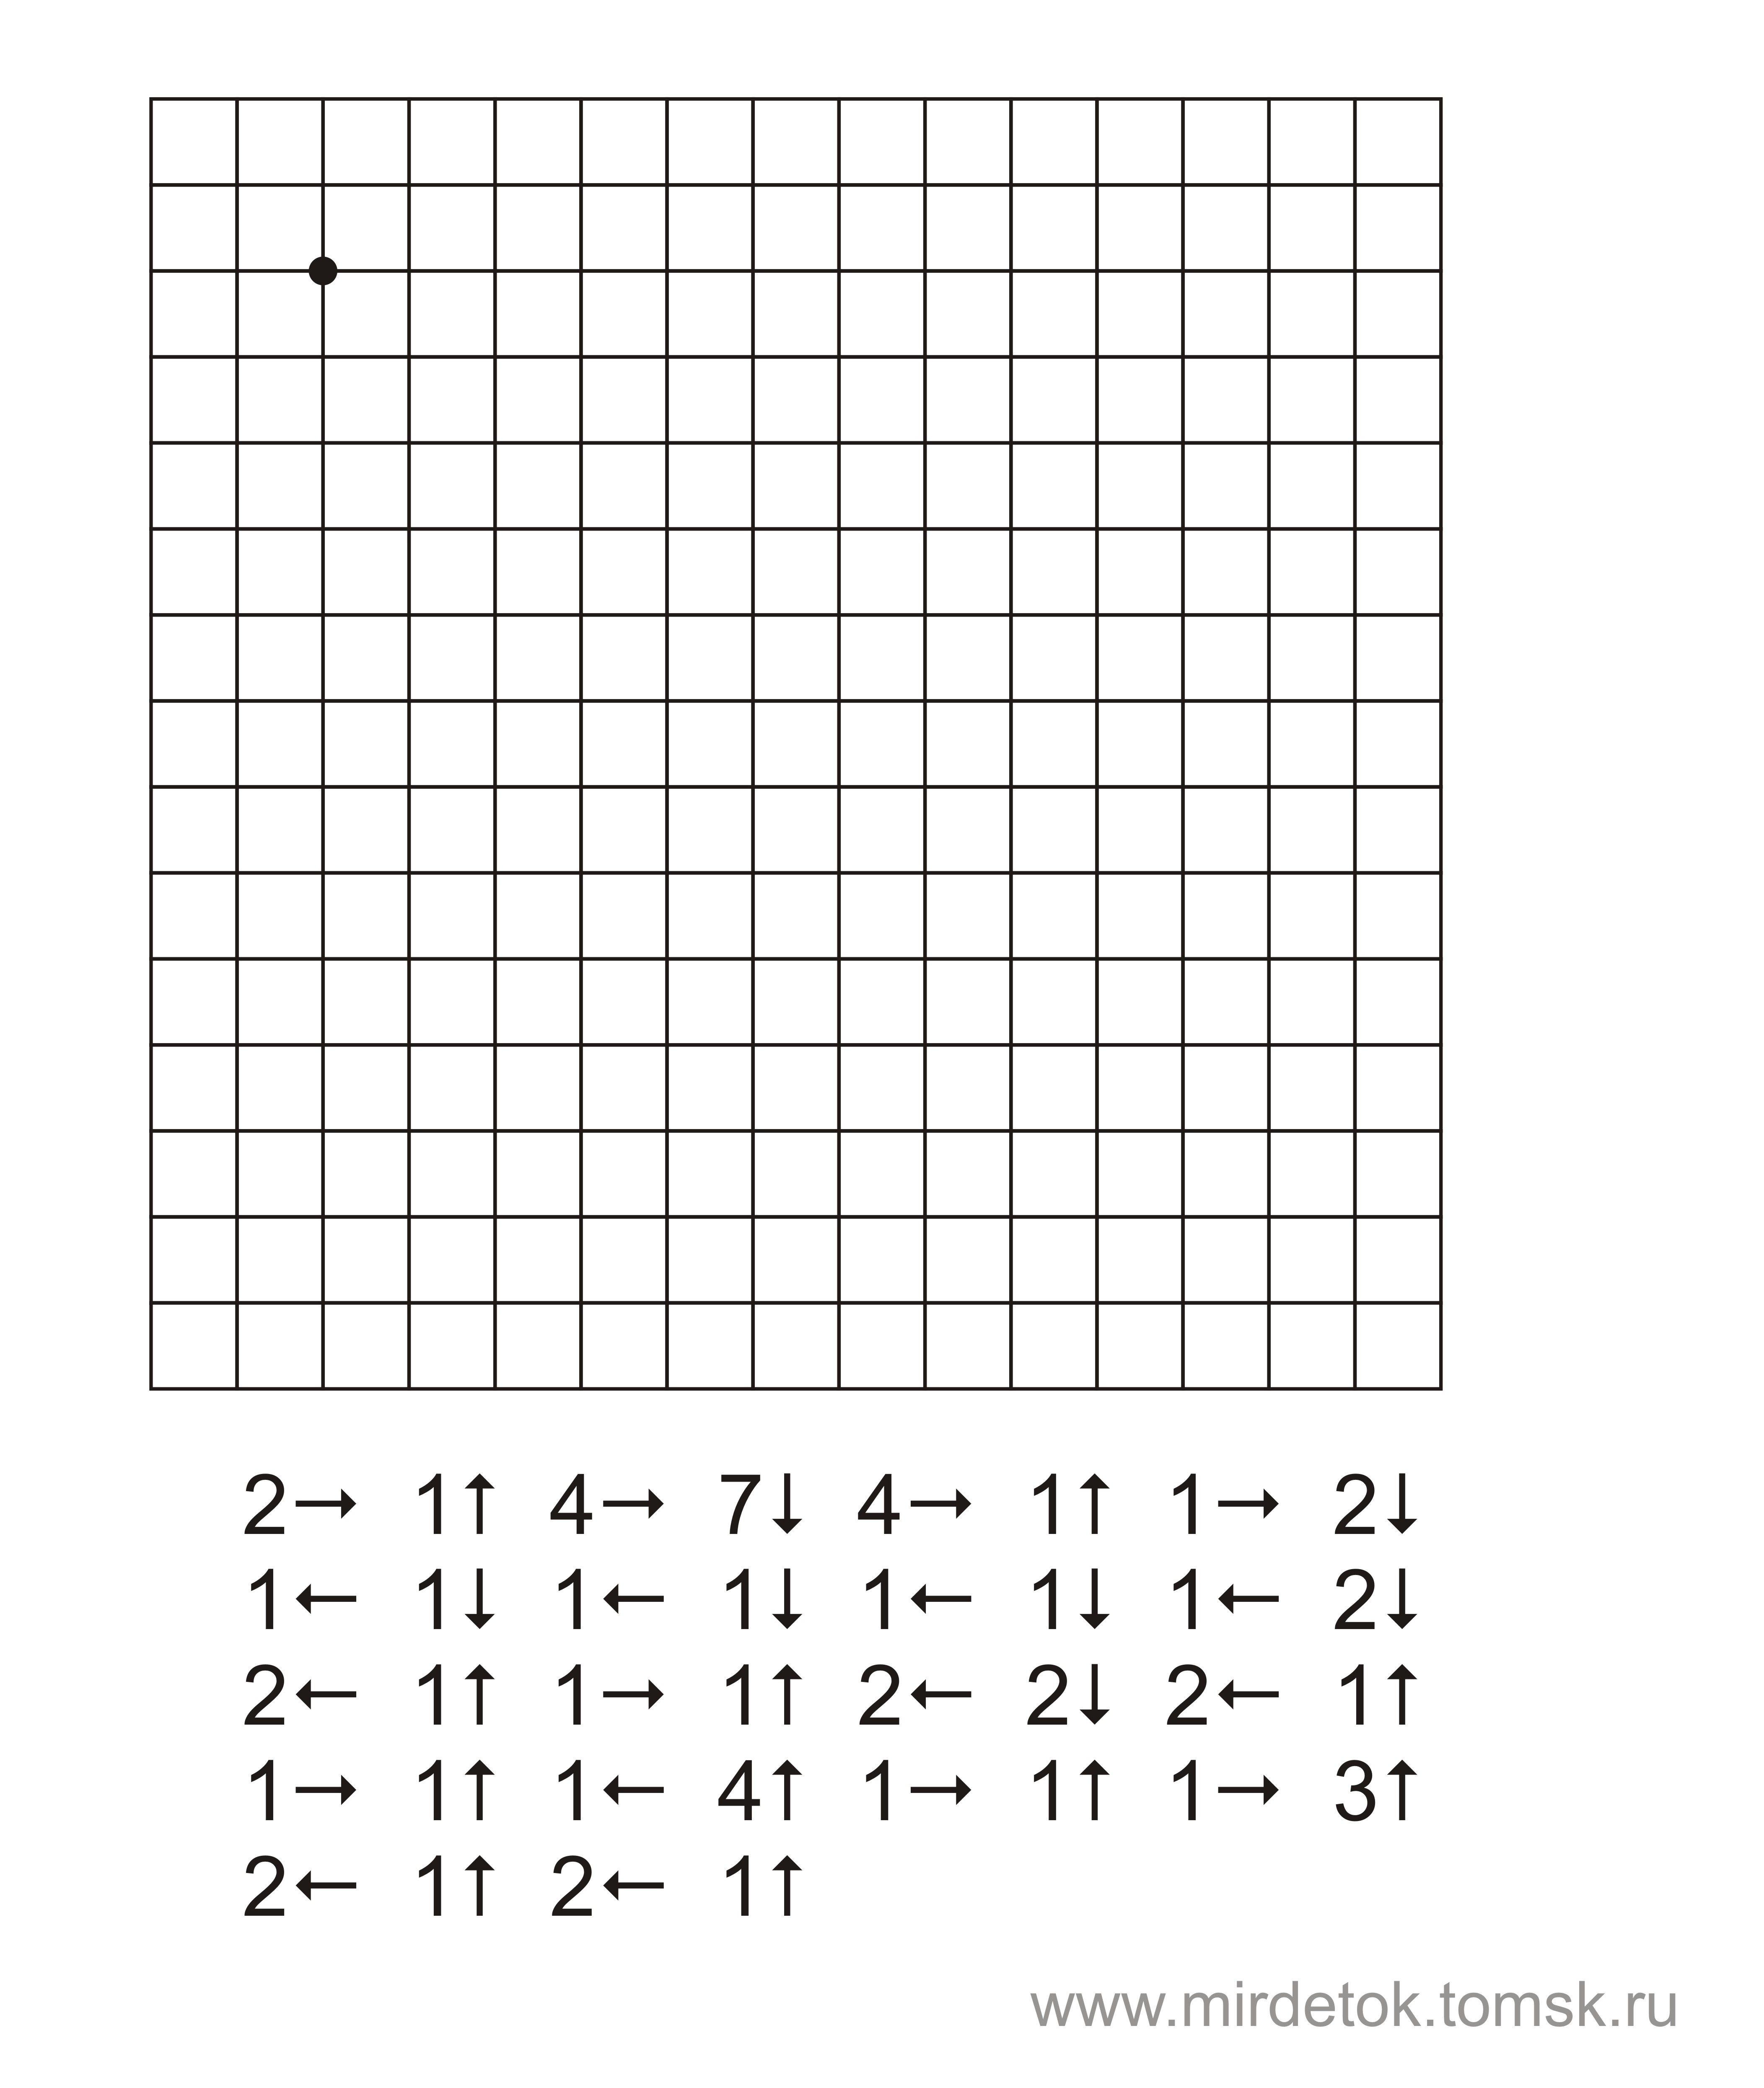 2→ 1↑ 4→ 7↓ 4→ 1↑ 1→ 2↓
1← 1↓ 1← 1↓ 1← 1↓ 1← 2↓
2← 1↑ 1→ 1↑ 2← 2↓ 2← 1↑
1→ 1↑ 1← 4↑ 1→ 1↑ 1→ 3↑
2← 1↑ 2← 1↑
www.mirdetok.tomsk.ru